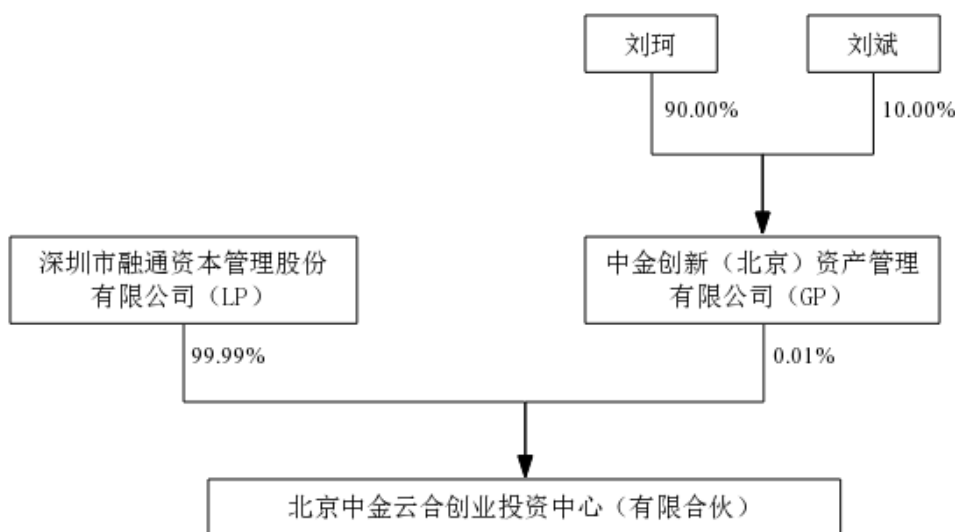 刘珂
刘斌
90.00%
10.00%
深圳市融通资本管理股份
有限公司（LP）
中金创新（北京）资产管理
有限公司（GP）
99.99%
0.01%
北京中金云合创业投资中心（有限合伙）